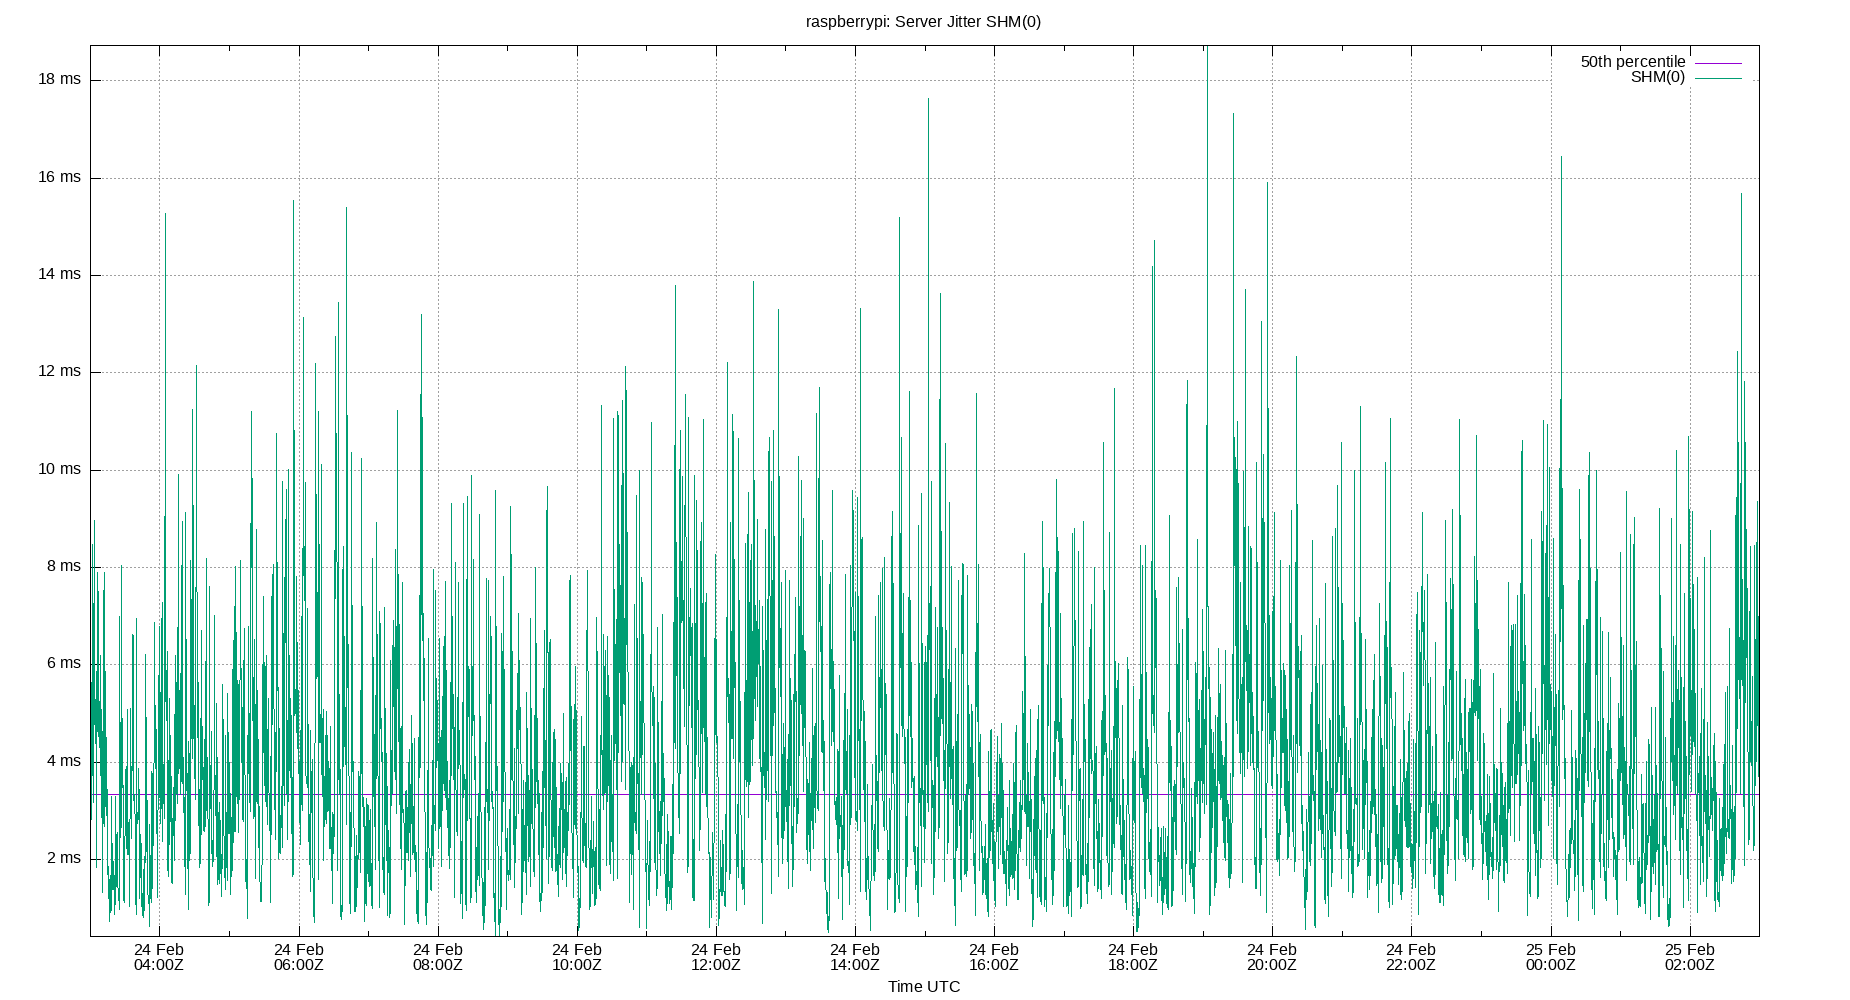 raspberrypi: Server Jitter SHM(0)
50th percentile
SHM(0)
18 ms
16 ms
14 ms
12 ms
10 ms
8 ms
6 ms
4 ms
2 ms
24 Feb 24 Feb 24 Feb 24 Feb 24 Feb 24 Feb 24 Feb 24 Feb 24 Feb 24 Feb 25 Feb 25 Feb
04:00Z 06:00Z 08:00Z 10:00Z 12:00Z 14:00Z 16:00Z 18:00Z 20:00Z 22:00Z 00:00Z 02:00Z
Time UTC